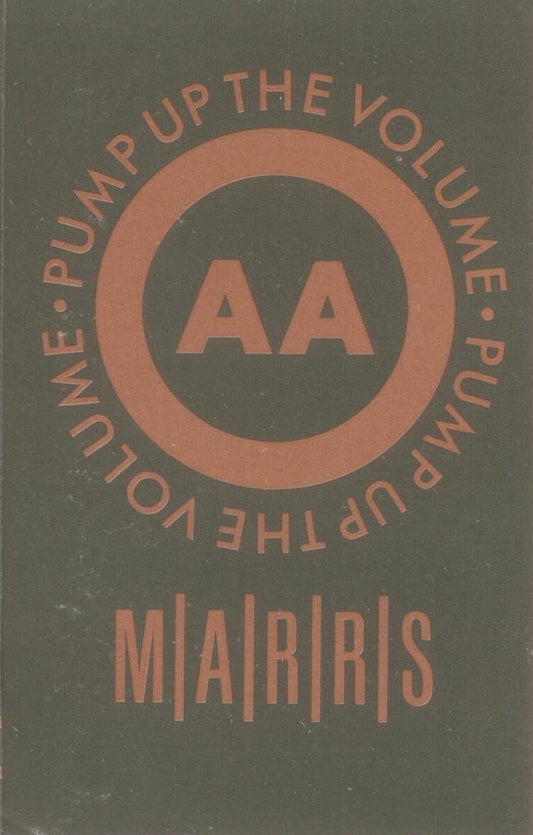 PUMP UP THE VOLUME • PUMP UP THE VOLUME •
AA
M|A|R|R|S